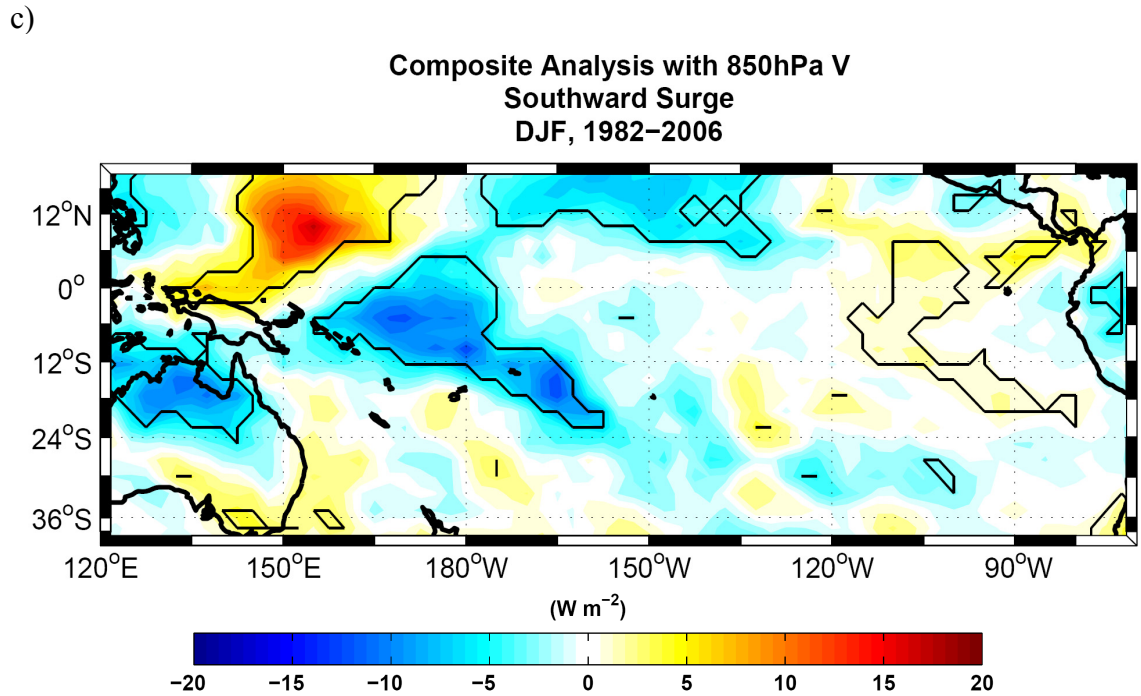 c)
Composite Analysis with 850hPa V
Southward Surge
DJF, 1982−2006
12°N
0°
12°S
24°S
36°S
120°E 150°E 180°W 150°W 120°W 90°W
(W m⁻²)
−20 −15 −10 −5 0 5 10 15 20